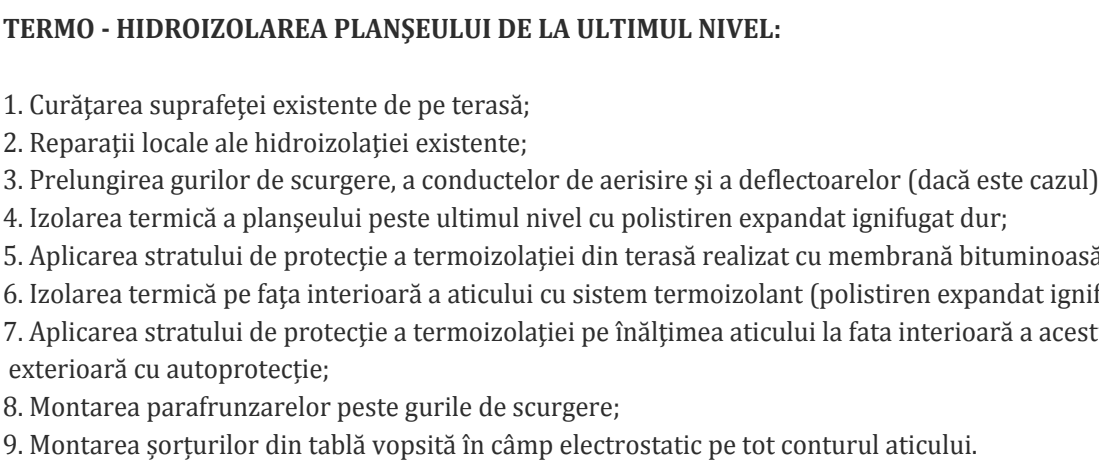 TERMO - HIDROIZOLAREA PLANŞEULUI DE LA ULTIMUL NIVEL:
1. Curăţarea suprafeţei existente de pe terasă;
2. Reparaţii locale ale hidroizolaţiei existente;
3. Prelungirea gurilor de scurgere, a conductelor de aerisire şi a deflectoarelor (dacă este cazul)
4. Izolarea termică a planşeului peste ultimul nivel cu polistiren expandat ignifugat dur;
5. Aplicarea stratului de protecţie a termoizolaţiei din terasă realizat cu membrană bituminoasă
6. Izolarea termică pe faţa interioară a aticului cu sistem termoizolant (polistiren expandat
7. Aplicarea stratului de protecţie a termoizolaţiei pe înălţimea aticului la fata interioară a
exterioară cu autoprotecţie;
8. Montarea parafrunzarelor peste gurile de scurgere;
9. Montarea şorţurilor din tablă vopsită în câmp electrostatic pe tot conturul aticului.